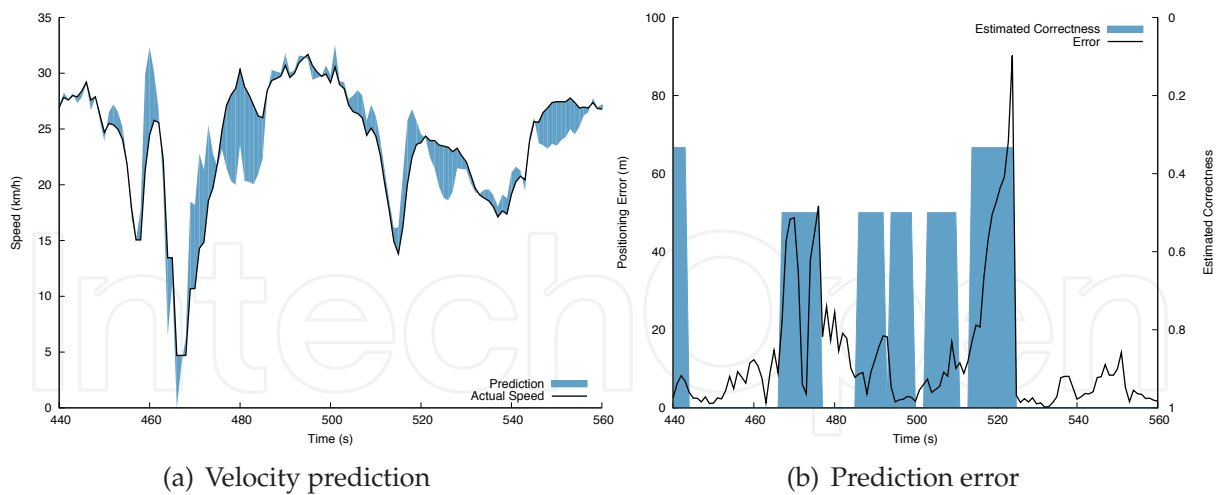 35
30
25
20
15
10
5
0
Speed (km/h)
440 460 480 500 520 540 560
Time (s)
Prediction
Actual Speed
(a) Velocity prediction
100
80
60
40
20
0
Positioning Error (m)
440 460 480 500 520 540 560
Time (s)
Estimated Correctness
Error
0
0.2
0.4
0.6
0.8
1
Estimated Correctness
(b) Prediction error
IntechOpen